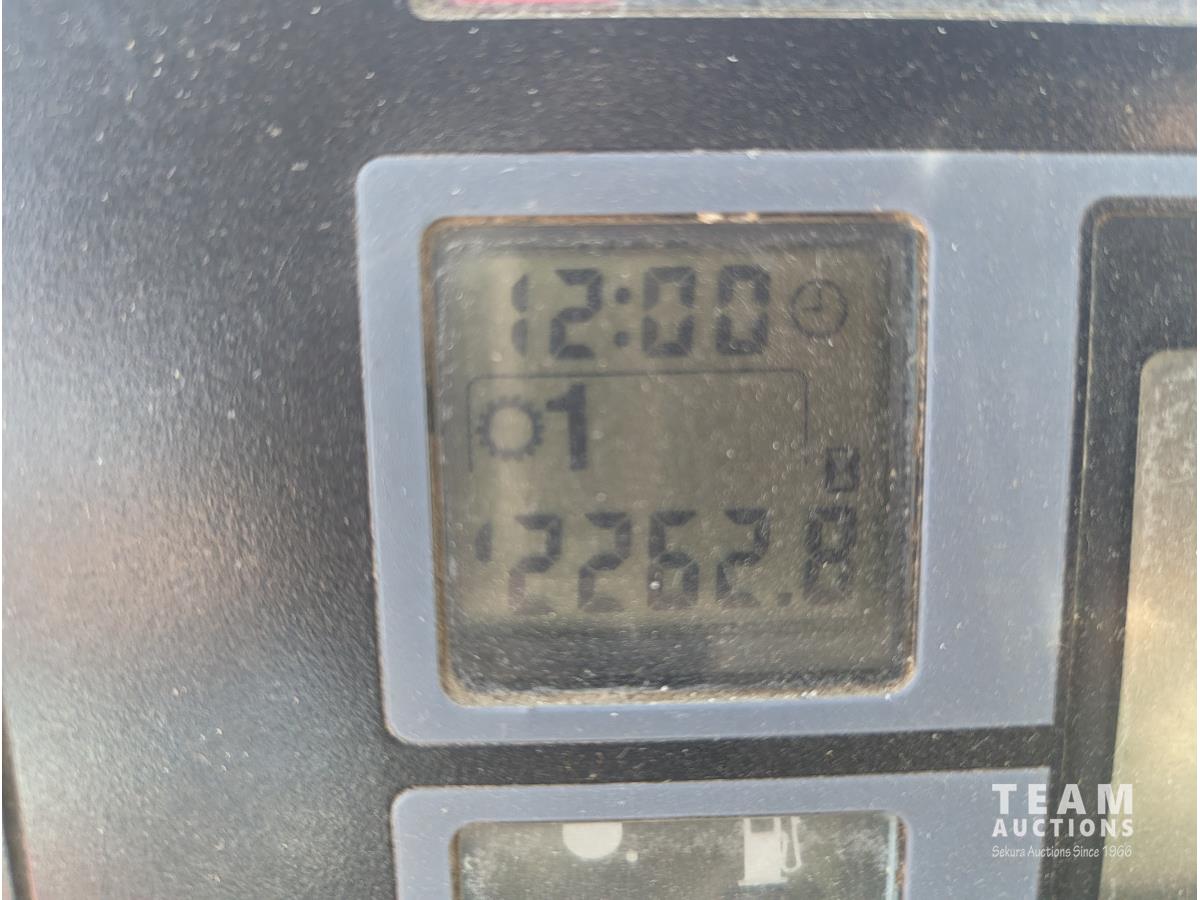 12:00
1
12262.8
TEAM
AUCTIONS
Sekura Auctions Since 1966